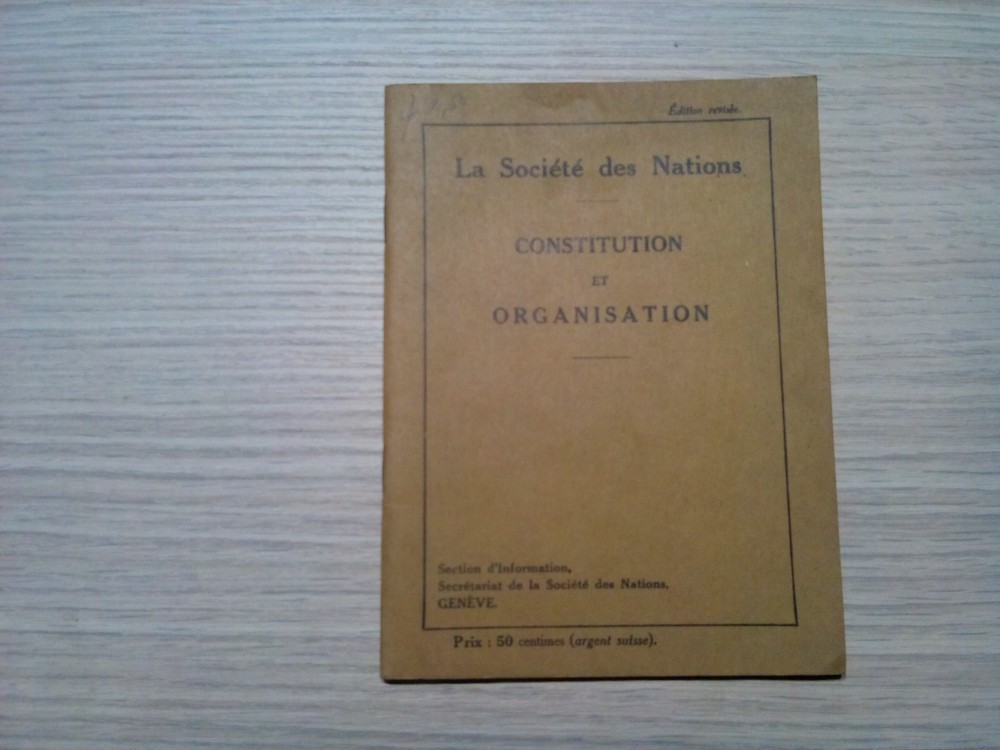 Édition revisée.
La Société des Nations
CONSTITUTION
ET
ORGANISATION
Section d'Information,
Secrétariat de la Société des Nations,
GENÈVE.
Prix : 50 centimes (argent suisse).